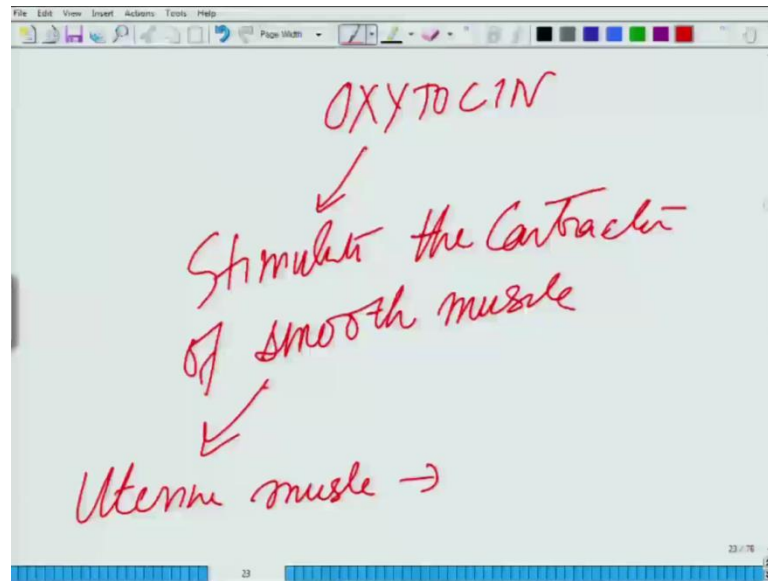 File Edit View Insert Actions Tools Help
Page Width
OXYTOCIN
Stimulate the Contraction
of smooth muscle
Uterine musle →
23 / 76
23